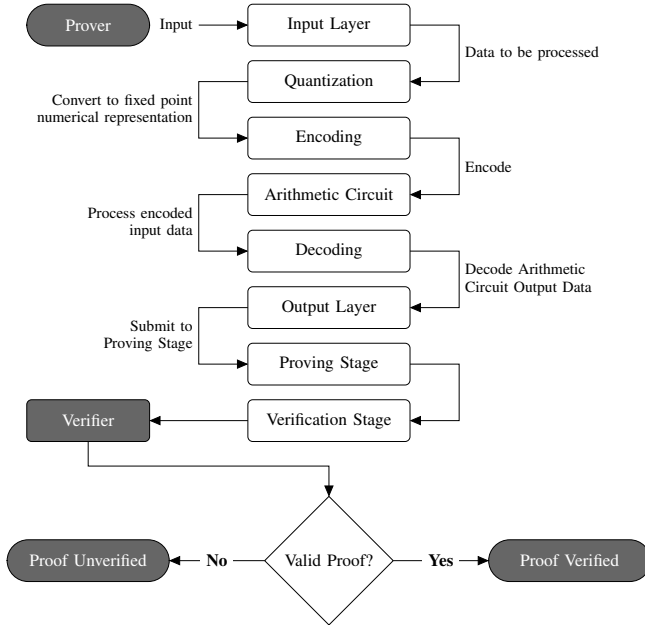 Prover
Input
Input Layer
Data to be processed
Quantization
Convert to fixed point
numerical representation
Encoding
Encode
Arithmetic Circuit
Process encoded
input data
Decoding
Decode Arithmetic
Circuit Output Data
Output Layer
Submit to
Proving Stage
Proving Stage
Verifier
Verification Stage
Proof Unverified
No
Valid Proof?
Yes
Proof Verified